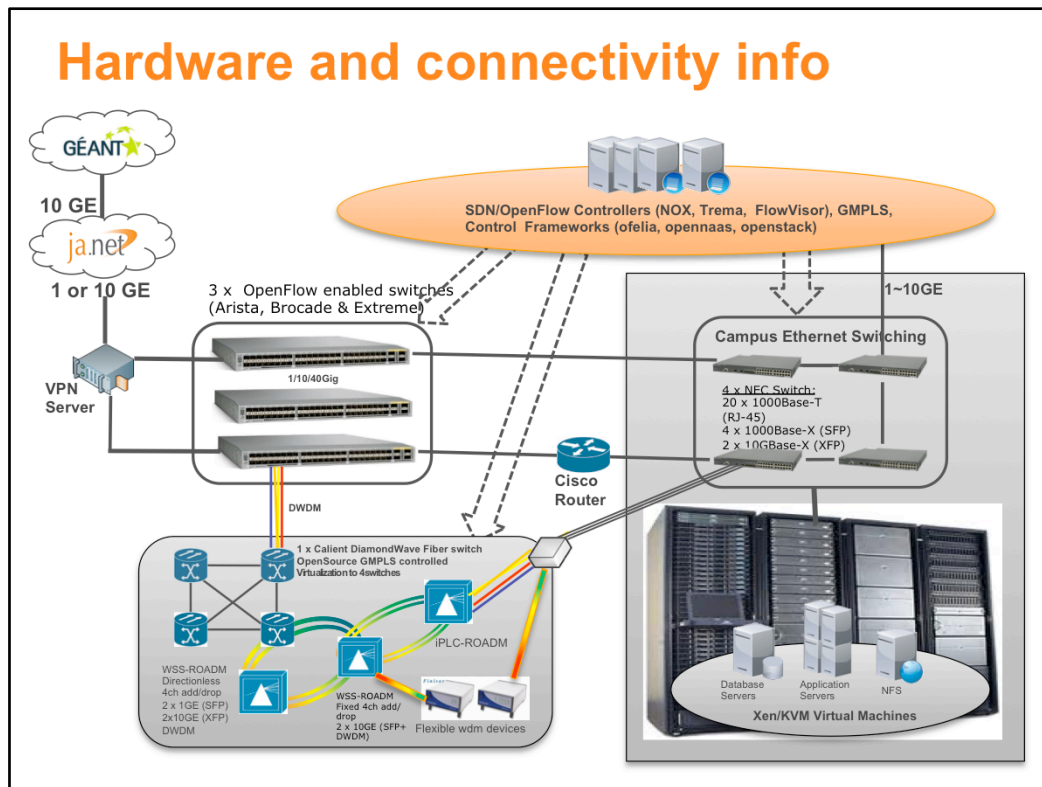 Hardware and connectivity info
GÉANT
10 GE
ja.net
1 or 10 GE
SDN/OpenFlow Controllers (NOX, Trema, FlowVisor), GMPLS,
Control Frameworks (ofelia, opennaas, openstack)
3 x OpenFlow enabled switches
(Arista, Brocade & Extreme)
1~10GE
Campus Ethernet Switching
VPN
Server
1/10/40Gig
4 x NEC Switch:
20 x 1000Base-T
(RJ-45)
4 x 1000Base-X (SFP)
2 x 10GBase-X (XFP)
Cisco
Router
DWDM
1 x Calient DiamondWave Fiber switch
OpenSource GMPLS controlled
Virtualization to 4switches
iPLC-ROADM
WSS-ROADM
Directionless
4ch add/drop
2 x 1GE (SFP)
2x10GE (XFP)
DWDM
WSS-ROADM
Fixed 4ch add/
drop
2 x 10GE (SFP+
DWDM)
Finisar
Flexible wdm devices
Database
Servers
Application
Servers
NFS
Xen/KVM Virtual Machines